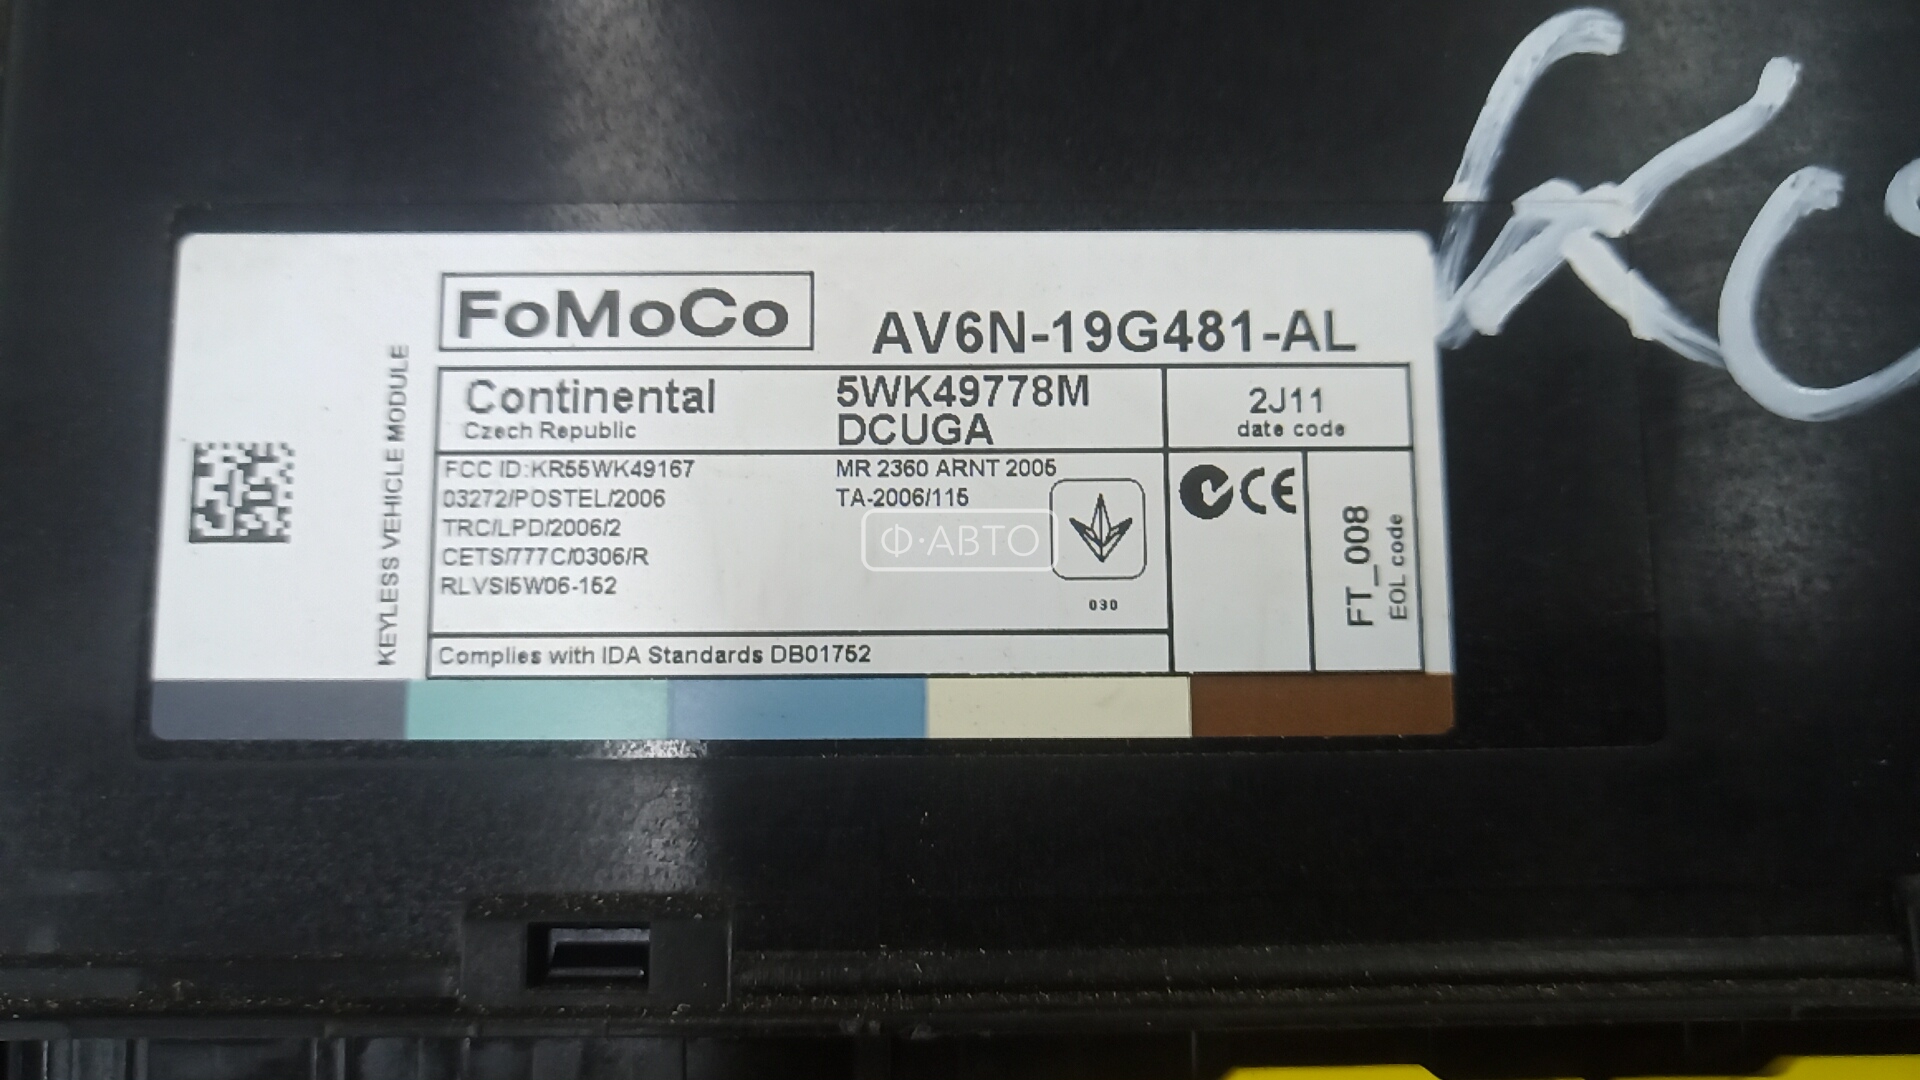 FoMoCo
AV6N-19G481-AL
KEYLESS VEHICLE MODULE
Continental
Czech Republic
5WK49778M
DCUGA
2J11
date code
FCC ID:KR55WK49167
03272/POSTEL/2006
TRC/LPD/2006/2
CETS/777C/0306/R
RLVSI5W06-152
MR 2360 ARNT 2005
TA-2006/115
Ф·АВТО
030
CE
FT_008
EOL code
Complies with IDA Standards DB01752